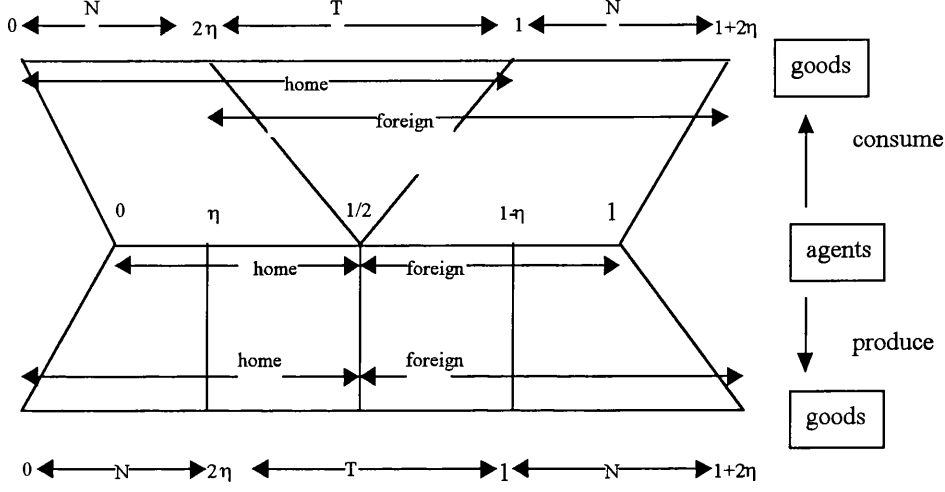 0 N 2η T 1 N 1+2η
goods
home
foreign
consume
0 η 1/2 1-η 1
agents
home foreign
produce
home foreign
goods
0 N 2η T 1 N 1+2η